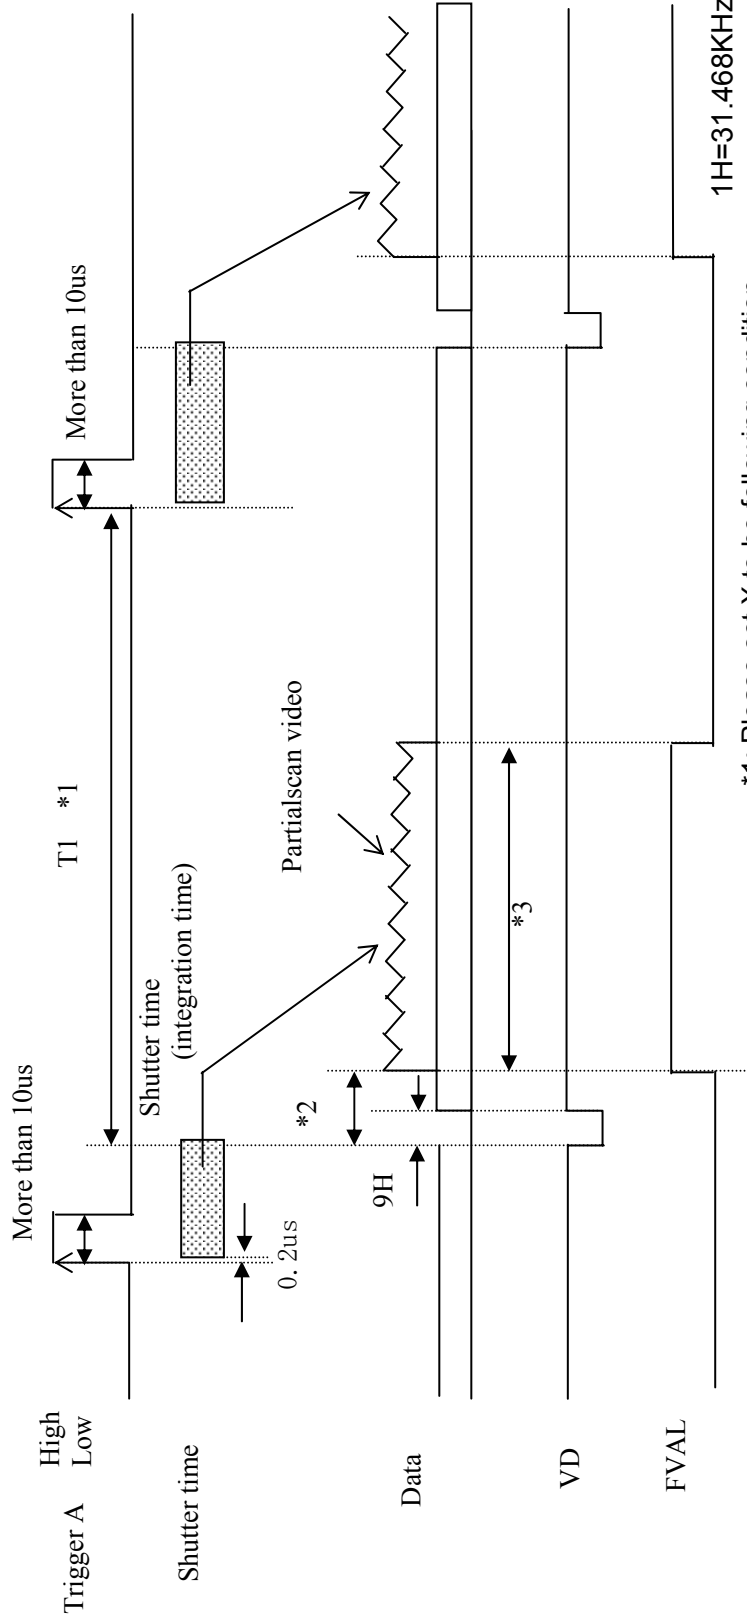 More than 10us
T1 *1
More than 10us
Trigger A
High
Low
Shutter time
(integration time)
Shutter time
0.2us
Partialscan video
*2
9H
Data
*3
VD
FVAL
1H=31.468KHz
*1: Please set X to be following condition